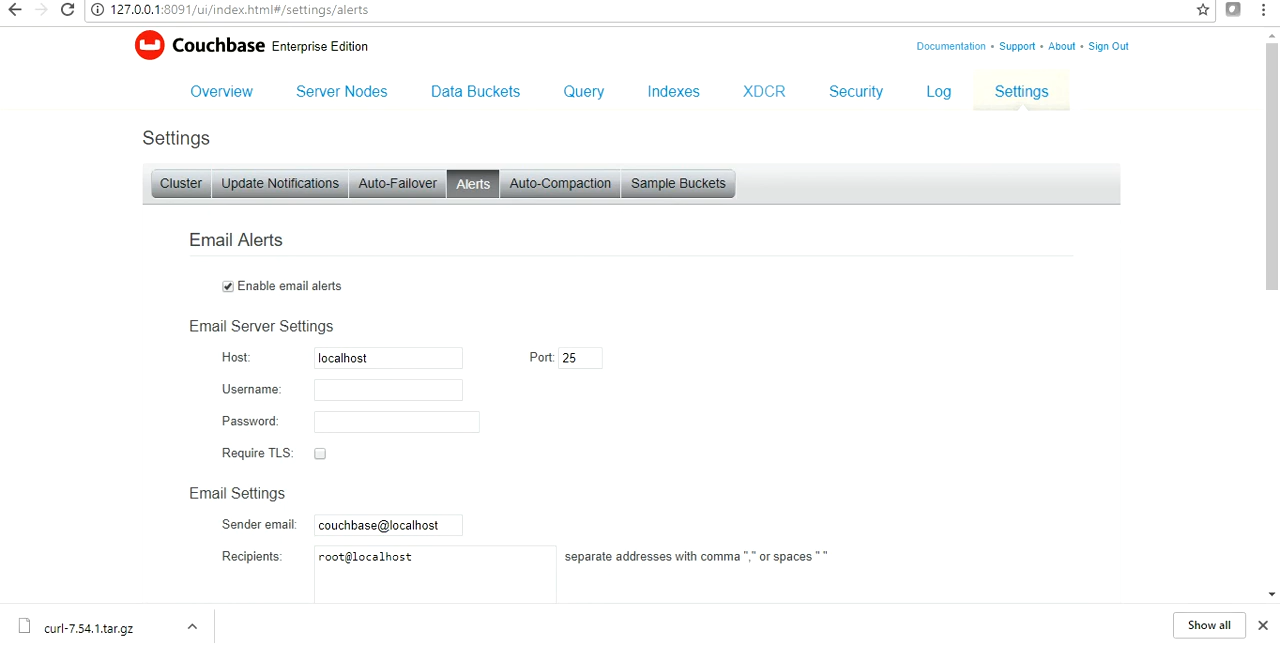 127.0.0.1:8091/ui/index.html#/settings/alerts
Couchbase Enterprise Edition
Documentation • Support • About • Sign Out
Overview Server Nodes Data Buckets Query Indexes XDCR Security Log Settings
Settings
Cluster Update Notifications Auto-Failover Alerts Auto-Compaction Sample Buckets
Email Alerts
Enable email alerts
Email Server Settings
Host: localhost Port: 25
Username:
Password:
Require TLS:
Email Settings
Sender email: couchbase@localhost
Recipients: root@localhost separate addresses with comma "," or spaces " "
curl-7.54.1.tar.gz Show all